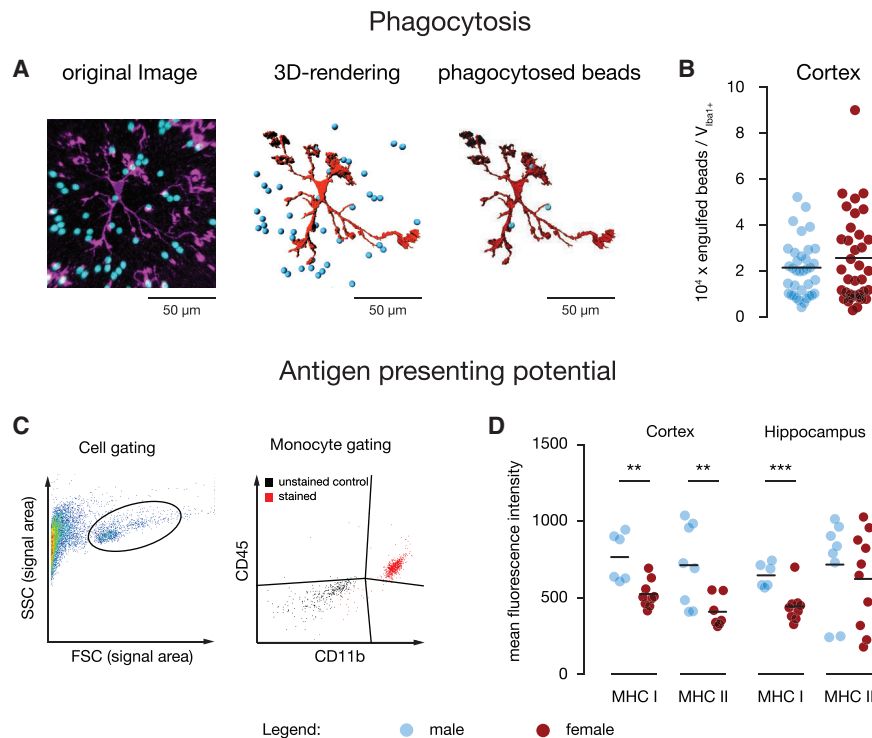 Phagocytosis
A
original Image
3D-rendering
phagocytosed beads
50 µm
50 µm
50 µm
B
Cortex
10⁴ x engulfed beads / V_Iba1+
10
8
6
4
2
0
Antigen presenting potential
C
Cell gating
SSC (signal area)
FSC (signal area)
Monocyte gating
unstained control
stained
CD45
CD11b
D
Cortex
Hippocampus
mean fluorescence intensity
1500
1000
500
0
**
**
***
MHC I
MHC II
MHC I
MHC II
Legend:
male
female